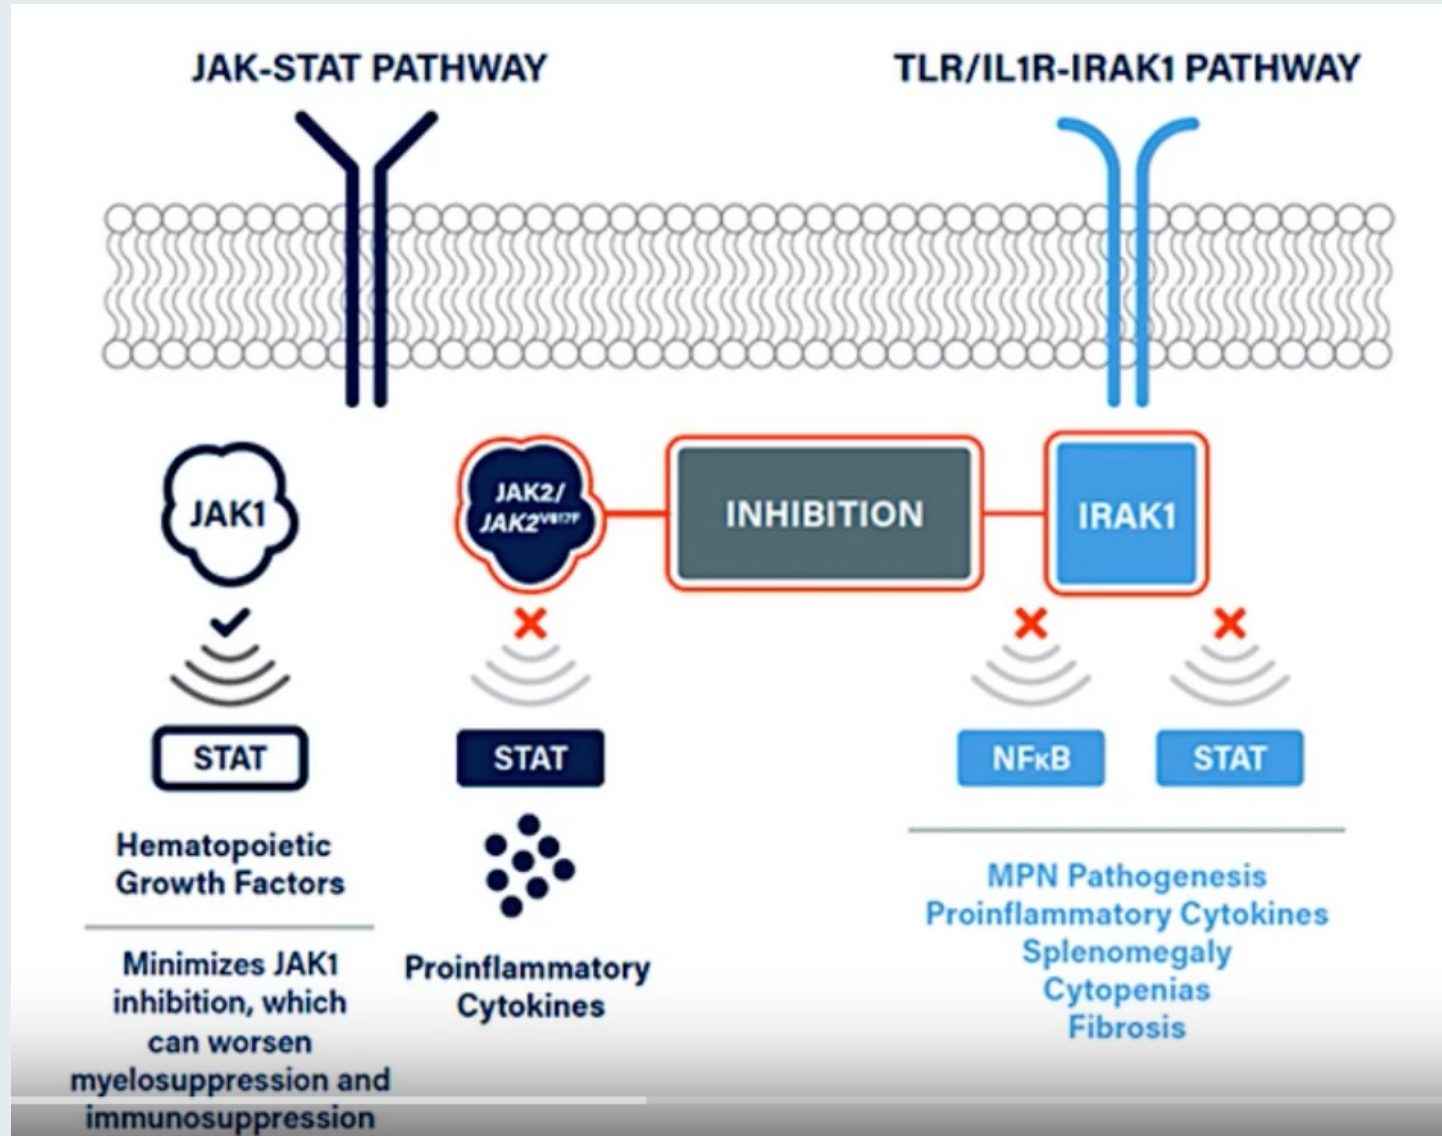 JAK-STAT PATHWAY
TLR/IL1R-IRAK1 PATHWAY
JAK1
JAK2/
JAK2V617F
INHIBITION
IRAK1
STAT
STAT
NFκB
STAT
Hematopoietic
Growth Factors
Minimizes JAK1
inhibition, which
can worsen
myelosuppression and
immunosuppression
Proinflammatory
Cytokines
MPN Pathogenesis
Proinflammatory Cytokines
Splenomegaly
Cytopenias
Fibrosis